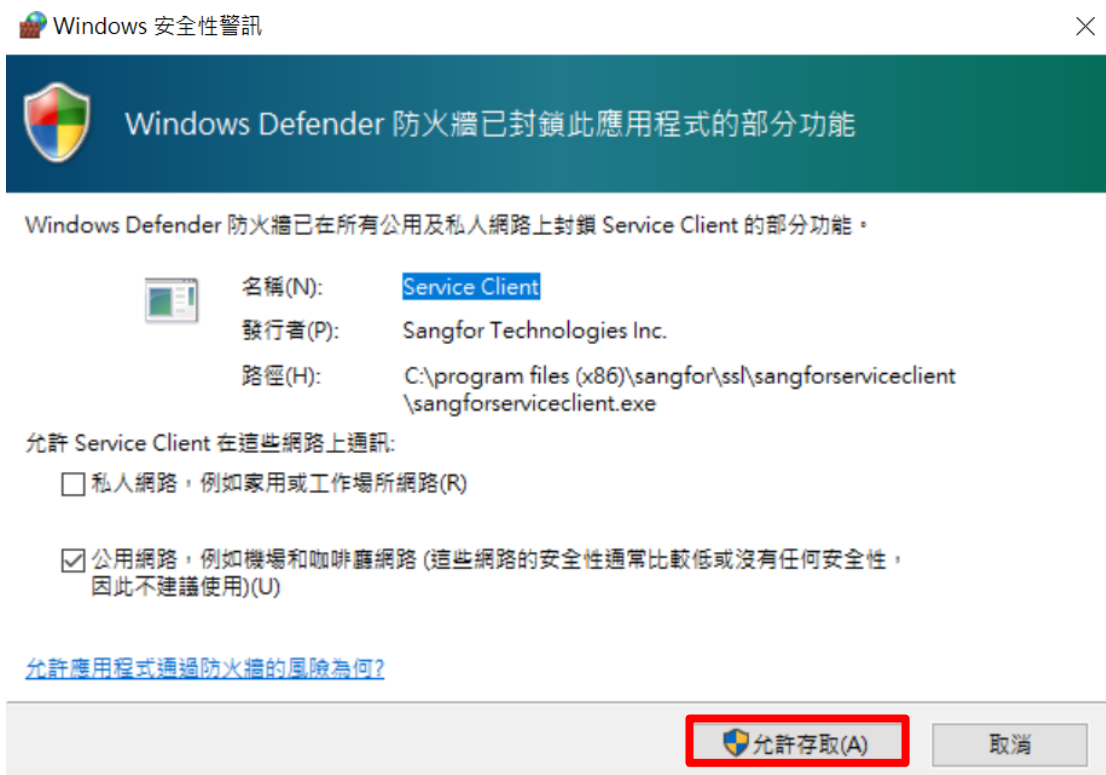 Windows 安全性警訊
Windows Defender 防火牆已封鎖此應用程式的部分功能
Windows Defender 防火牆已在所有公用及私人網路上封鎖 Service Client 的部分功能。
名稱(N): Service Client
發行者(P): Sangfor Technologies Inc.
路徑(H): C:\program files (x86)\sangfor\ssl\sangforserviceclient
\sangforserviceclient.exe
允許 Service Client 在這些網路上通訊:
私人網路，例如家用或工作場所網路(R)
公用網路，例如機場和咖啡廳網路 (這些網路的安全性通常比較低或沒有任何安全性，
因此不建議使用)(U)
允許應用程式通過防火牆的風險為何?
允許存取(A) 取消